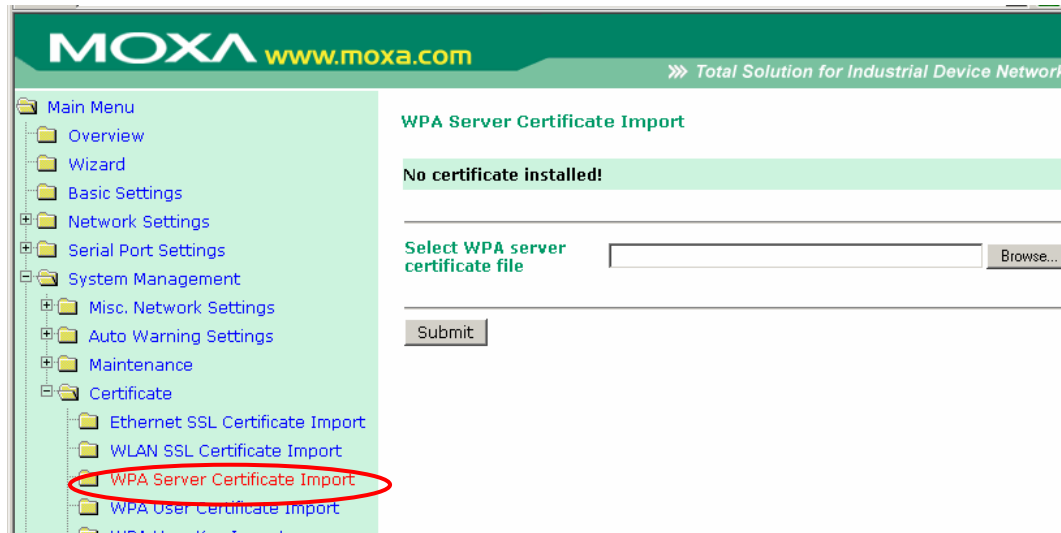 MOXA www.moxa.com
Total Solution for Industrial Device Network
Main Menu
Overview
Wizard
Basic Settings
Network Settings
Serial Port Settings
System Management
Misc. Network Settings
Auto Warning Settings
Maintenance
Certificate
Ethernet SSL Certificate Import
WLAN SSL Certificate Import
WPA Server Certificate Import
WPA User Certificate Import
WPA Server Certificate Import
No certificate installed!
Select WPA server
certificate file
Browse...
Submit